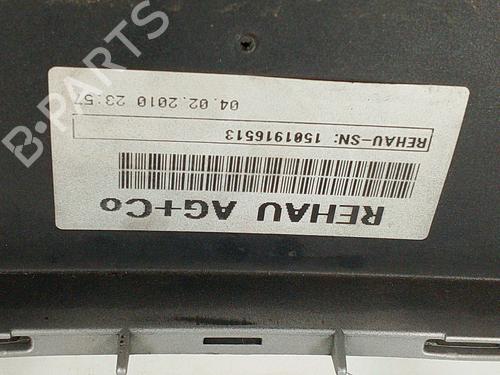 REHAU AG+Co
REHAU-SN: 1501916513
04.02.2010 23:57
B-PARTS